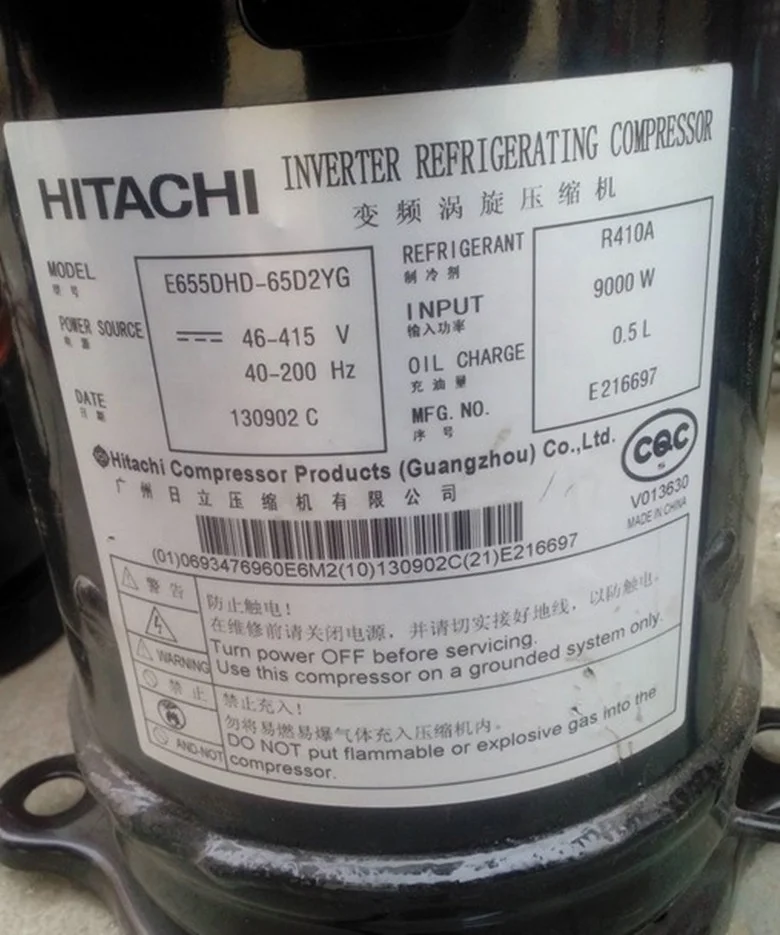 HITACHI INVERTER REFRIGERATING COMPRESSOR
变频涡旋压缩机
MODEL E655DHD-65D2YG
型号
POWER SOURCE 46-415 V
电源
40-200 Hz
DATE 130902 C
日期
REFRIGERANT R410A
制冷剂
INPUT 9000 W
输入功率
OIL CHARGE 0.5 L
充油量
MFG. NO. E216697
序号
Hitachi Compressor Products (Guangzhou) Co.,Ltd.
广州日立压缩机有限公司
CQC
S
V013630
MADE IN CHINA
(01)0693476960E6M2(10)130902C(21)E216697
警告
防止触电!
在维修前请关闭电源，并请切实接好地线，以防触电.
WARNING
Turn power OFF before servicing.
Use this compressor on a grounded system only.
禁止
禁止充入!
勿将易燃易爆气体充入压缩机内。
AND-NOT
DO NOT put flammable or explosive gas into the
compressor.